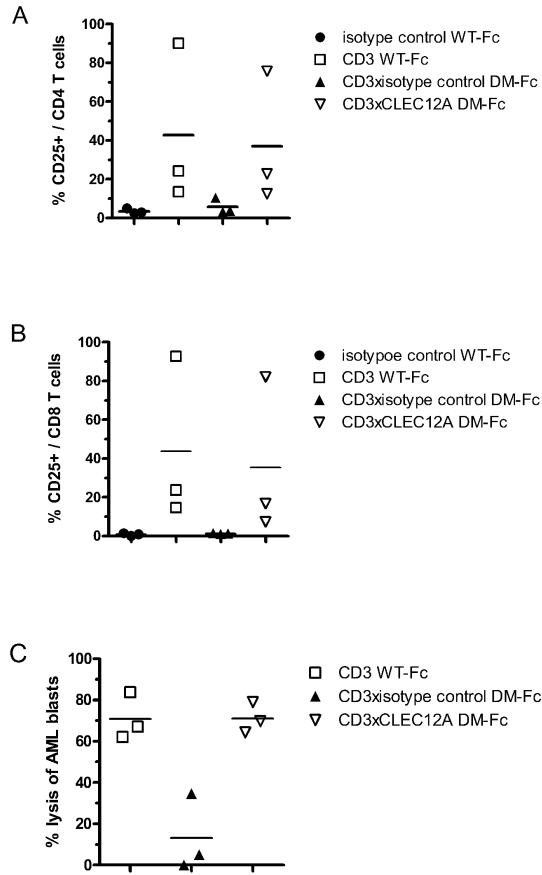 A
% CD25+ / CD4 T cells
100
80
60
40
20
0
isotype control WT-Fc
CD3 WT-Fc
CD3xisotype control DM-Fc
CD3xCLEC12A DM-Fc
B
% CD25+ / CD8 T cells
100
80
60
40
20
0
isotypoe control WT-Fc
CD3 WT-Fc
CD3xisotype control DM-Fc
CD3xCLEC12A DM-Fc
C
% lysis of AML blasts
100
80
60
40
20
0
CD3 WT-Fc
CD3xisotype control DM-Fc
CD3xCLEC12A DM-Fc